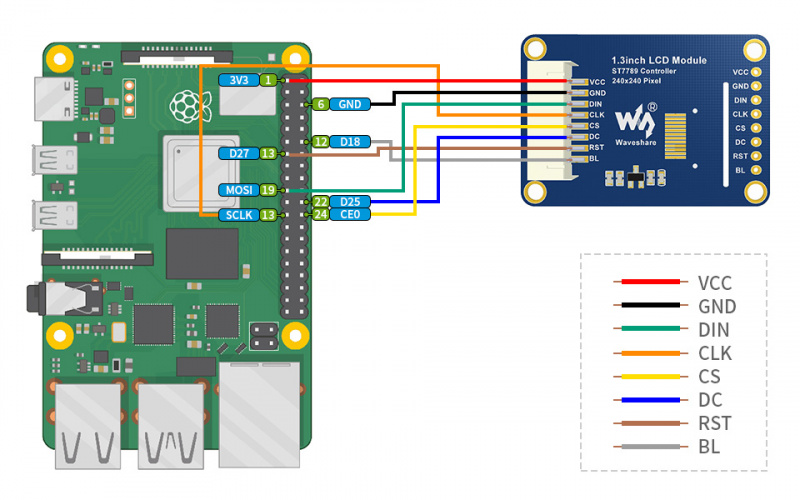 3V3 1
6 GND
12 D18
D27 13
MOSI 19
22 D25
SCLK 13
24 CE0
1.3inch LCD Module
ST7789 Controller
240x240 Pixel
VCC
GND
DIN
CLK
CS
DC
RST
BL
Waveshare
®
VCC
GND
DIN
CLK
CS
DC
RST
BL
VCC
GND
DIN
CLK
CS
DC
RST
BL